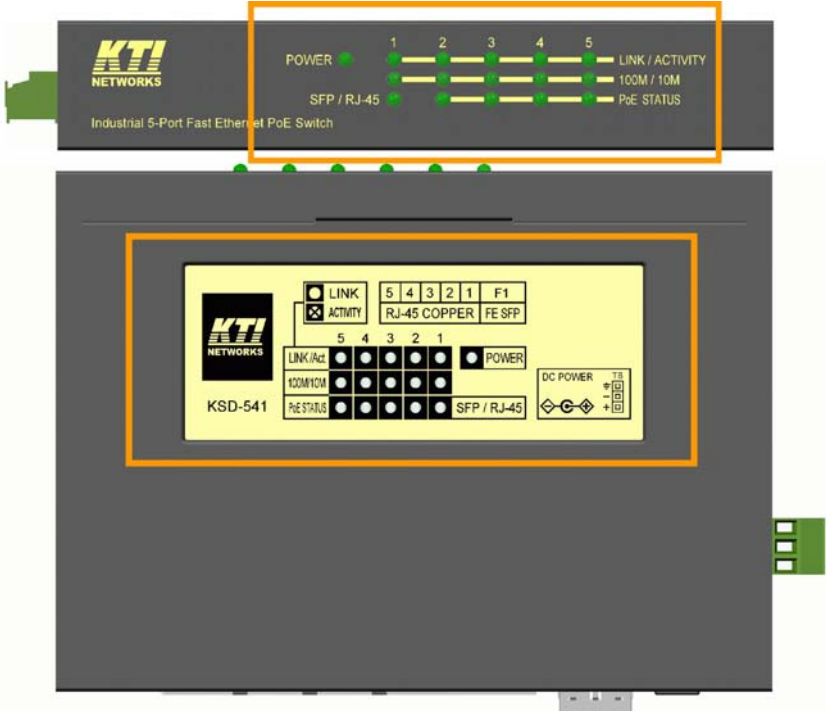 KTI
NETWORKS
Industrial 5-Port Fast Ethernet PoE Switch
1 2 3 4 5
POWER LINK / ACTIVITY
100M / 10M
SFP / RJ-45 PoE STATUS
KTI
NETWORKS
KSD-541
LINK 5 4 3 2 1 F1
ACTIVITY RJ-45 COPPER FE SFP
5 4 3 2 1
LINK/Act. POWER
100M/10M
PoE STATUS SFP / RJ-45
DC POWER TB
- +
-
+